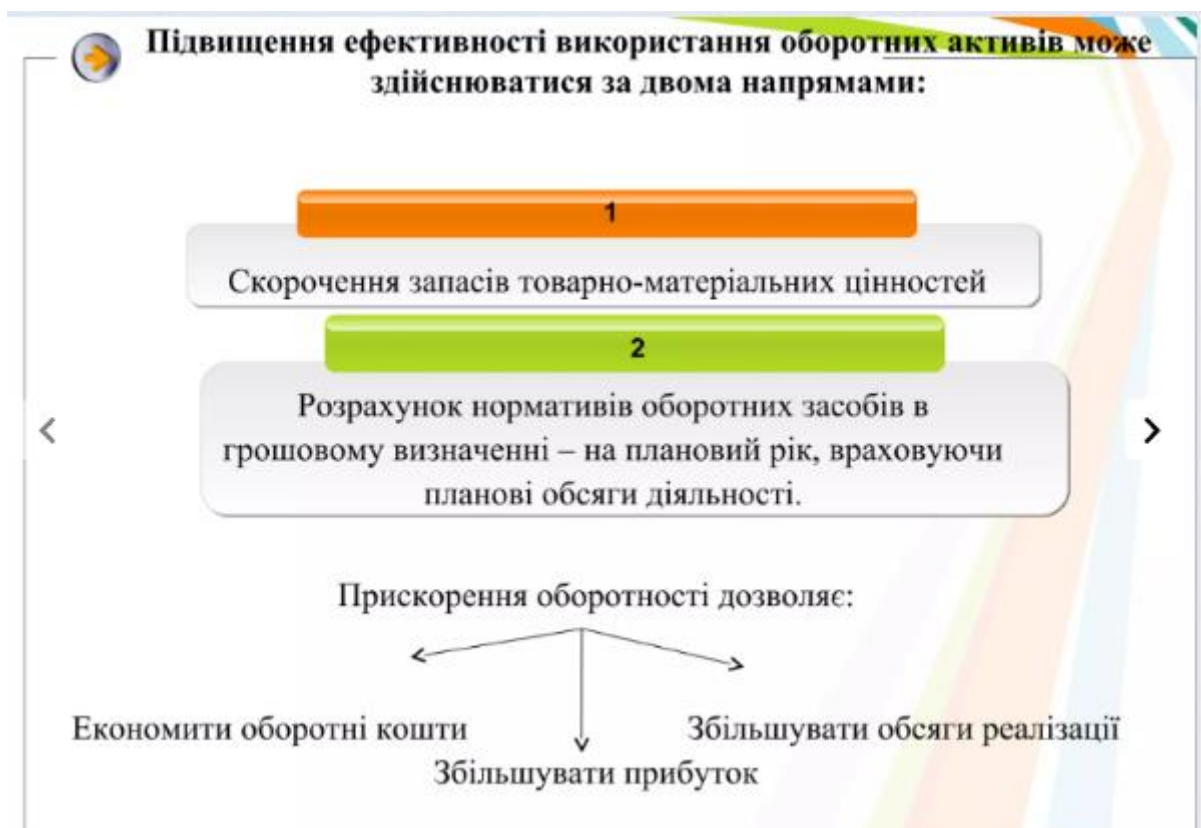 Підвищення ефективності використання оборотних активів може
здійснюватися за двома напрямами:
1
Скорочення запасів товарно-матеріальних цінностей
2
Розрахунок нормативів оборотних засобів в
грошовому визначенні – на плановий рік, враховуючи
планові обсяги діяльності.
Прискорення оборотності дозволяє:
Економити оборотні кошти
Збільшувати обсяги реалізації
Збільшувати прибуток